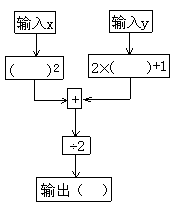 输入x
输入y
(    )²
2×(    )+1
+
÷2
输出 (    )